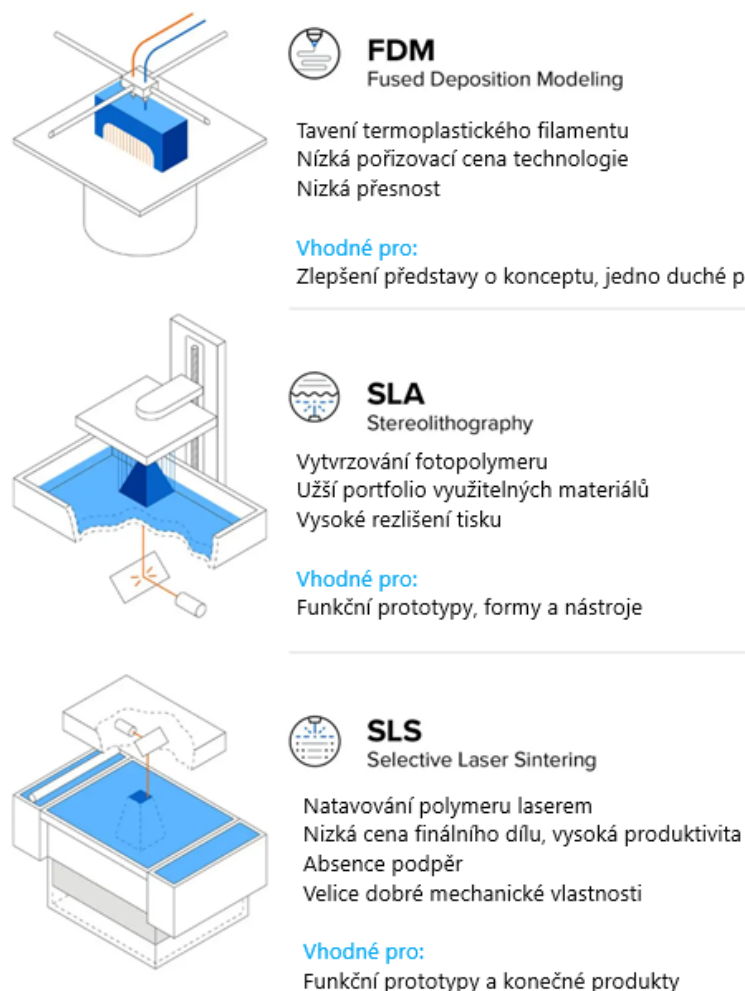 FDM
Fused Deposition Modeling
Tavení termoplastického filamentu
Nízká pořizovací cena technologie
Nizká přesnost
Vhodné pro:
Zlepšení představy o konceptu, jedno duché p
SLA
Stereolithography
Vytvrzování fotopolymeru
Užší portfolio využitelných materiálů
Vysoké rezlišení tisku
Vhodné pro:
Funkční prototypy, formy a nástroje
SLS
Selective Laser Sintering
Natavování polymeru laserem
Nizká cena finálního dílu, vysoká produktivita
Absence podpěr
Velice dobré mechanické vlastnosti
Vhodné pro:
Funkční prototypy a konečné produkty